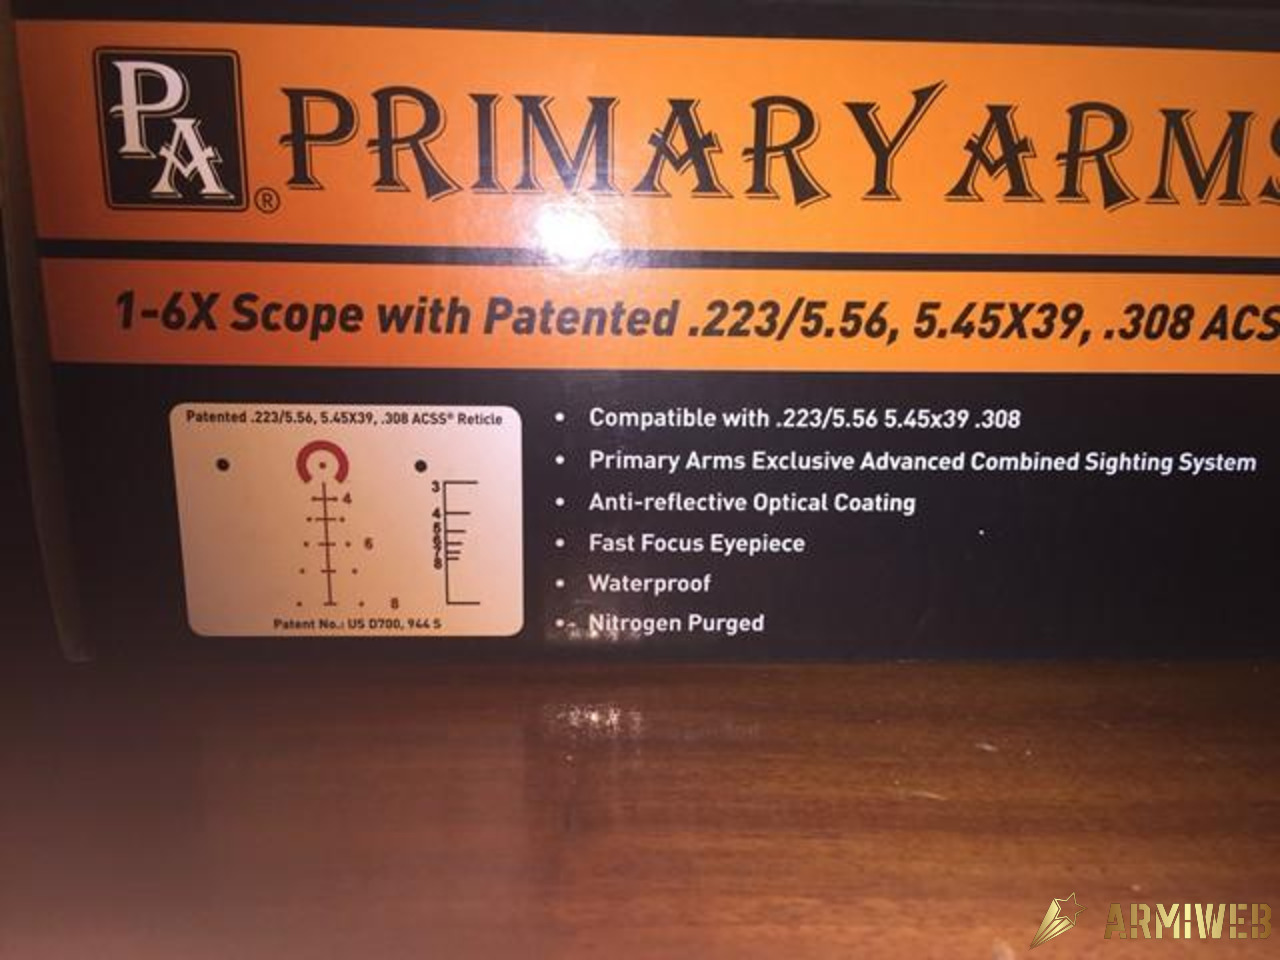 PA
®
PRIMARY ARMS
1-6X Scope with Patented .223/5.56, 5.45X39, .308 ACS
Patented .223/5.56, 5.45X39, .308 ACSS® Reticle
3
4
4
5
6
6
7
8
8
Patent No.: US D700, 944 S
• Compatible with .223/5.56 5.45x39 .308
• Primary Arms Exclusive Advanced Combined Sighting System
• Anti-reflective Optical Coating
• Fast Focus Eyepiece
• Waterproof
• Nitrogen Purged
ARMIWEB